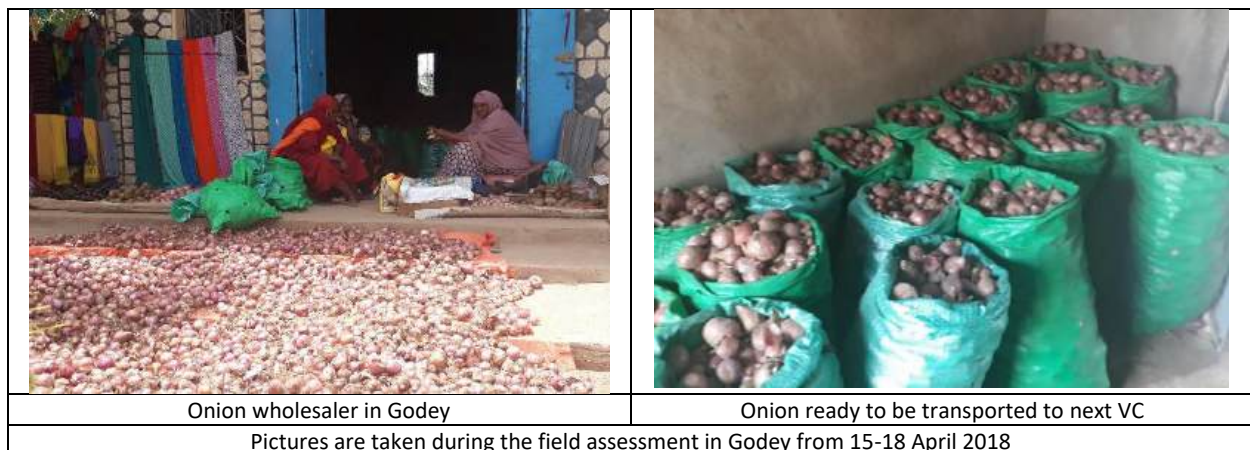 Onion wholesaler in Godey
Onion ready to be transported to next VC
Pictures are taken during the field assessment in Godey from 15-18 April 2018